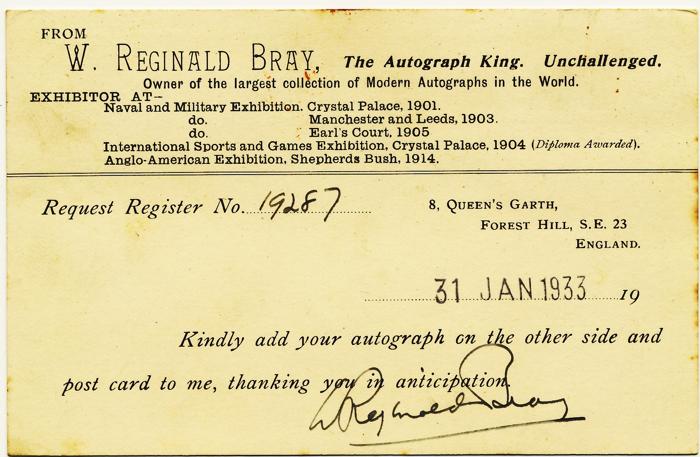 FROM
W. REGINALD BRAY, The Autograph King. Unchallenged.
Owner of the largest collection of Modern Autographs in the World.
EXHIBITOR AT—
Naval and Military Exhibition. Crystal Palace, 1901.
do. Manchester and Leeds, 1903.
do. Earl's Court, 1905
International Sports and Games Exhibition, Crystal Palace, 1904 (Diploma Awarded).
Anglo-American Exhibition, Shepherds Bush, 1914.
Request Register No. 19287
8, QUEEN'S GARTH,
FOREST HILL, S.E. 23
ENGLAND.
31 JAN 1933 19
Kindly add your autograph on the other side and
post card to me, thanking you in anticipation.
W Reginald Bray